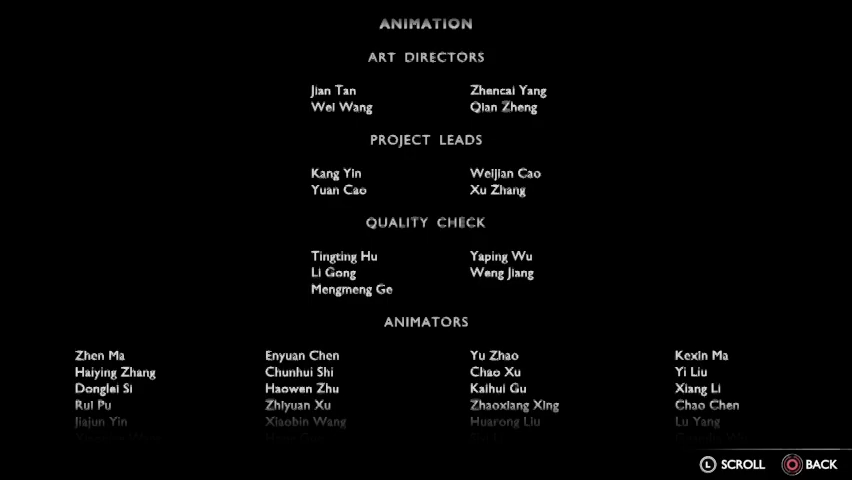 ANIMATION
ART DIRECTORS
Jian Tan Zhencai Yang
Wei Wang Qian Zheng
PROJECT LEADS
Kang Yin Weijian Cao
Yuan Cao Xu Zhang
QUALITY CHECK
Tingting Hu Yaping Wu
Li Gong Weng Jiang
Mengmeng Ge
ANIMATORS
Zhen Ma Enyuan Chen Yu Zhao Kexin Ma
Haiying Zhang Chunhui Shi Chao Xu Yi Liu
Donglei Si Haowen Zhu Kaihui Gu Xiang Li
Rui Pu Zhiyuan Xu Zhaoxiang Xing Chao Chen
Jiajun Yin Xiaobin Wang Huarong Liu Lu Yang
L SCROLL BACK